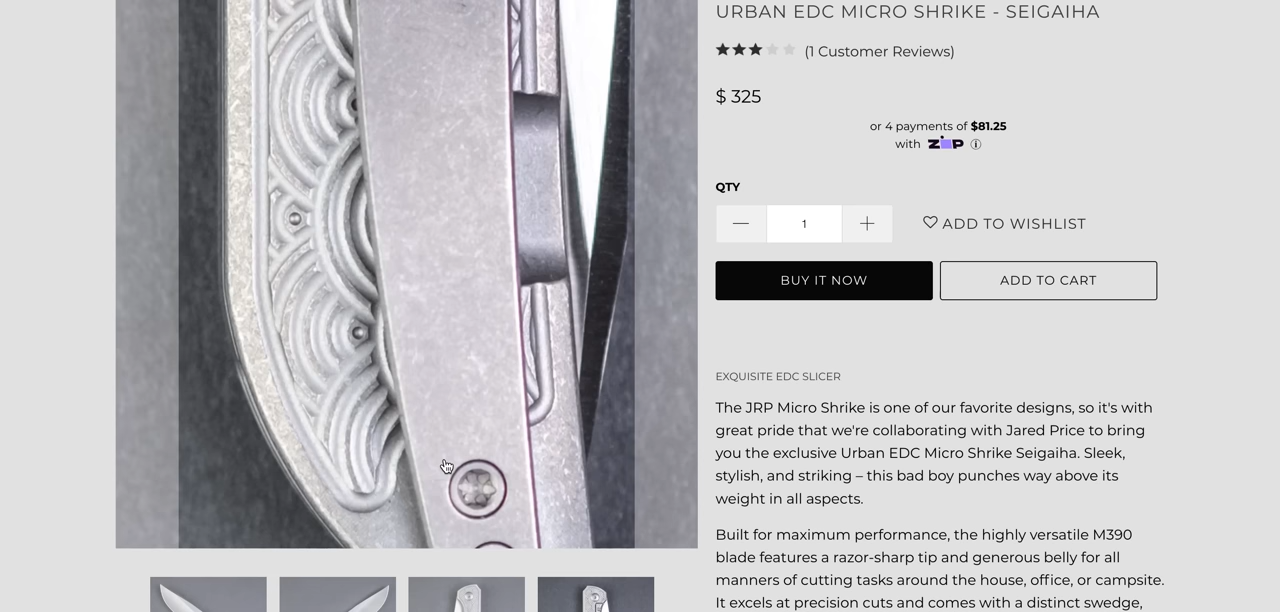 URBAN EDC MICRO SHRIKE - SEIGAIHA
(1 Customer Reviews)
$ 325
or 4 payments of $81.25
with ZIP
QTY
1
ADD TO WISHLIST
BUY IT NOW
ADD TO CART
EXQUISITE EDC SLICER
The JRP Micro Shrike is one of our favorite designs, so it's with
great pride that we're collaborating with Jared Price to bring
you the exclusive Urban EDC Micro Shrike Seigaiha. Sleek,
stylish, and striking – this bad boy punches way above its
weight in all aspects.
Built for maximum performance, the highly versatile M390
blade features a razor-sharp tip and generous belly for all
manners of cutting tasks around the house, office, or campsite.
It excels at precision cuts and comes with a distinct swedge,